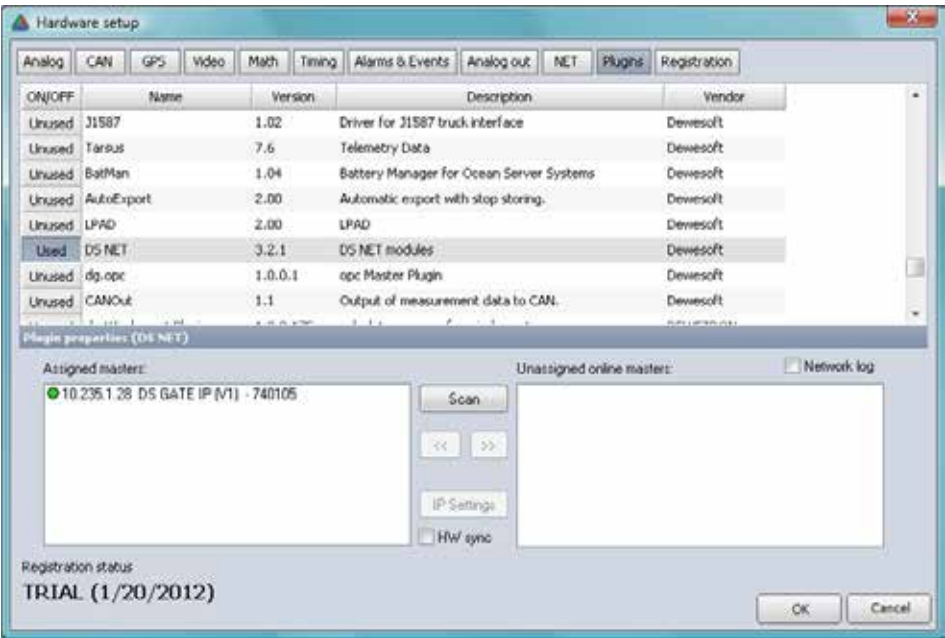 Hardware setup
Analog CAN GPS Video Math Timing Alarms & Events Analog out NET Plugins Registration
ON/OFF Name Version Description Vendor
Unused J1587 1.02 Driver for J1587 truck interface Dewesoft
Unused Tarsus 7.6 Telemetry Data Dewesoft
Unused BatMan 1.04 Battery Manager for Ocean Server Systems Dewesoft
Unused AutoExport 2.00 Automatic export with stop storing. Dewesoft
Unused LPAD 2.00 LPAD Dewesoft
Used DS NET 3.2.1 DS NET modules Dewesoft
Unused dg.opc 1.0.0.1 opc Master Plugin Dewesoft
Unused CANOut 1.1 Output of measurement data to CAN. Dewesoft
Plugin properties (DS NET)
Assigned masters: Unassigned online masters: Network log
10.235.1.28 DS GATE IP (V1) - 740105
Scan
<< >>
IP Settings
HW sync
Registration status
TRIAL (1/20/2012)
OK Cancel